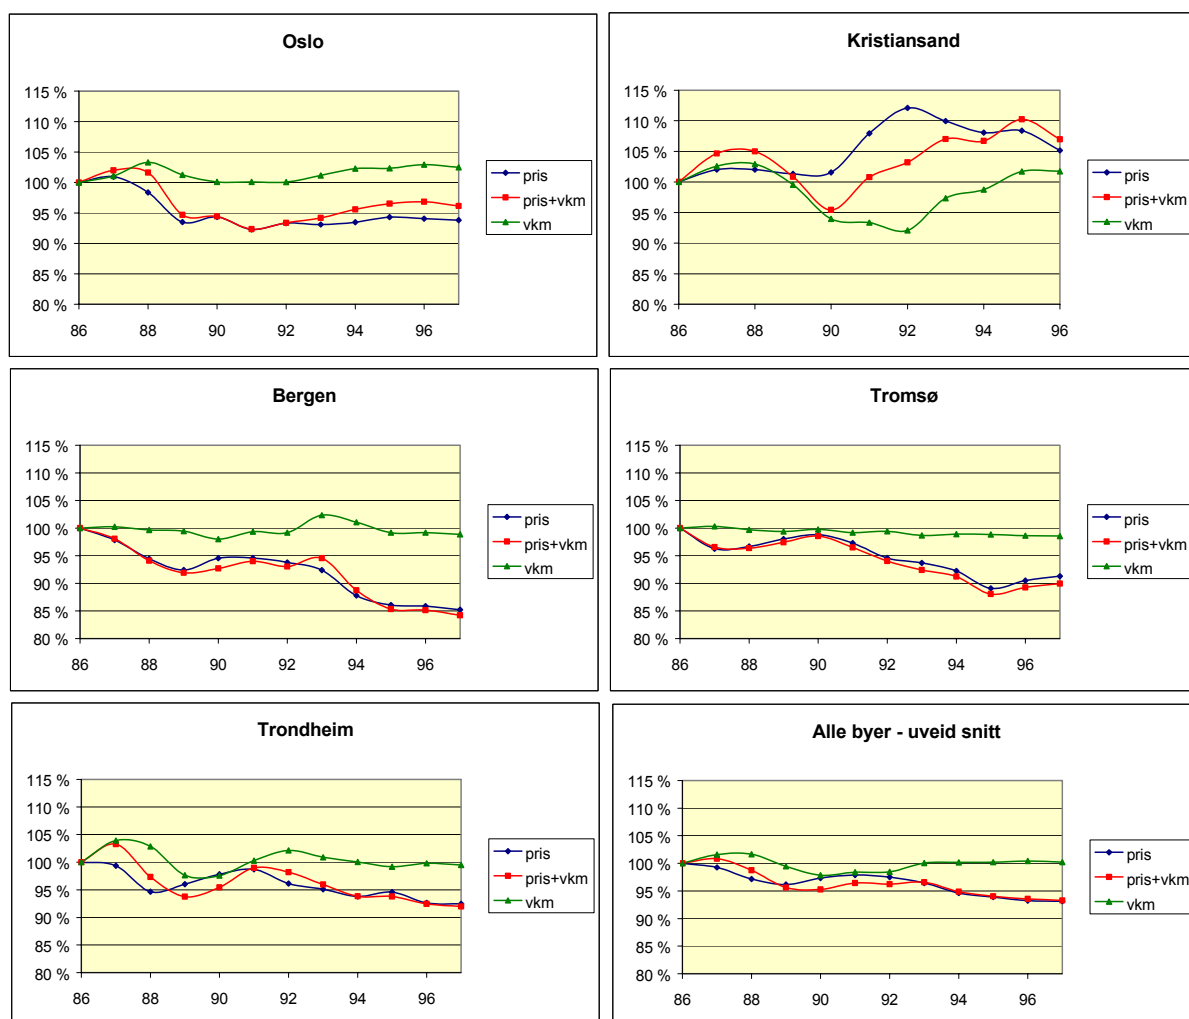 Oslo
115 %
110 %
105 %
100 %
95 %
90 %
85 %
80 %
86 88 90 92 94 96
pris
pris+vkm
vkm
Kristiansand
115 %
110 %
105 %
100 %
95 %
90 %
85 %
80 %
86 88 90 92 94 96
pris
pris+vkm
vkm
Bergen
115 %
110 %
105 %
100 %
95 %
90 %
85 %
80 %
86 88 90 92 94 96
pris
pris+vkm
vkm
Tromsø
115 %
110 %
105 %
100 %
95 %
90 %
85 %
80 %
86 88 90 92 94 96
pris
pris+vkm
vkm
Trondheim
115 %
110 %
105 %
100 %
95 %
90 %
85 %
80 %
86 88 90 92 94 96
pris
pris+vkm
vkm
Alle byer - uveid snitt
115 %
110 %
105 %
100 %
95 %
90 %
85 %
80 %
86 88 90 92 94 96
pris
pris+vkm
vkm